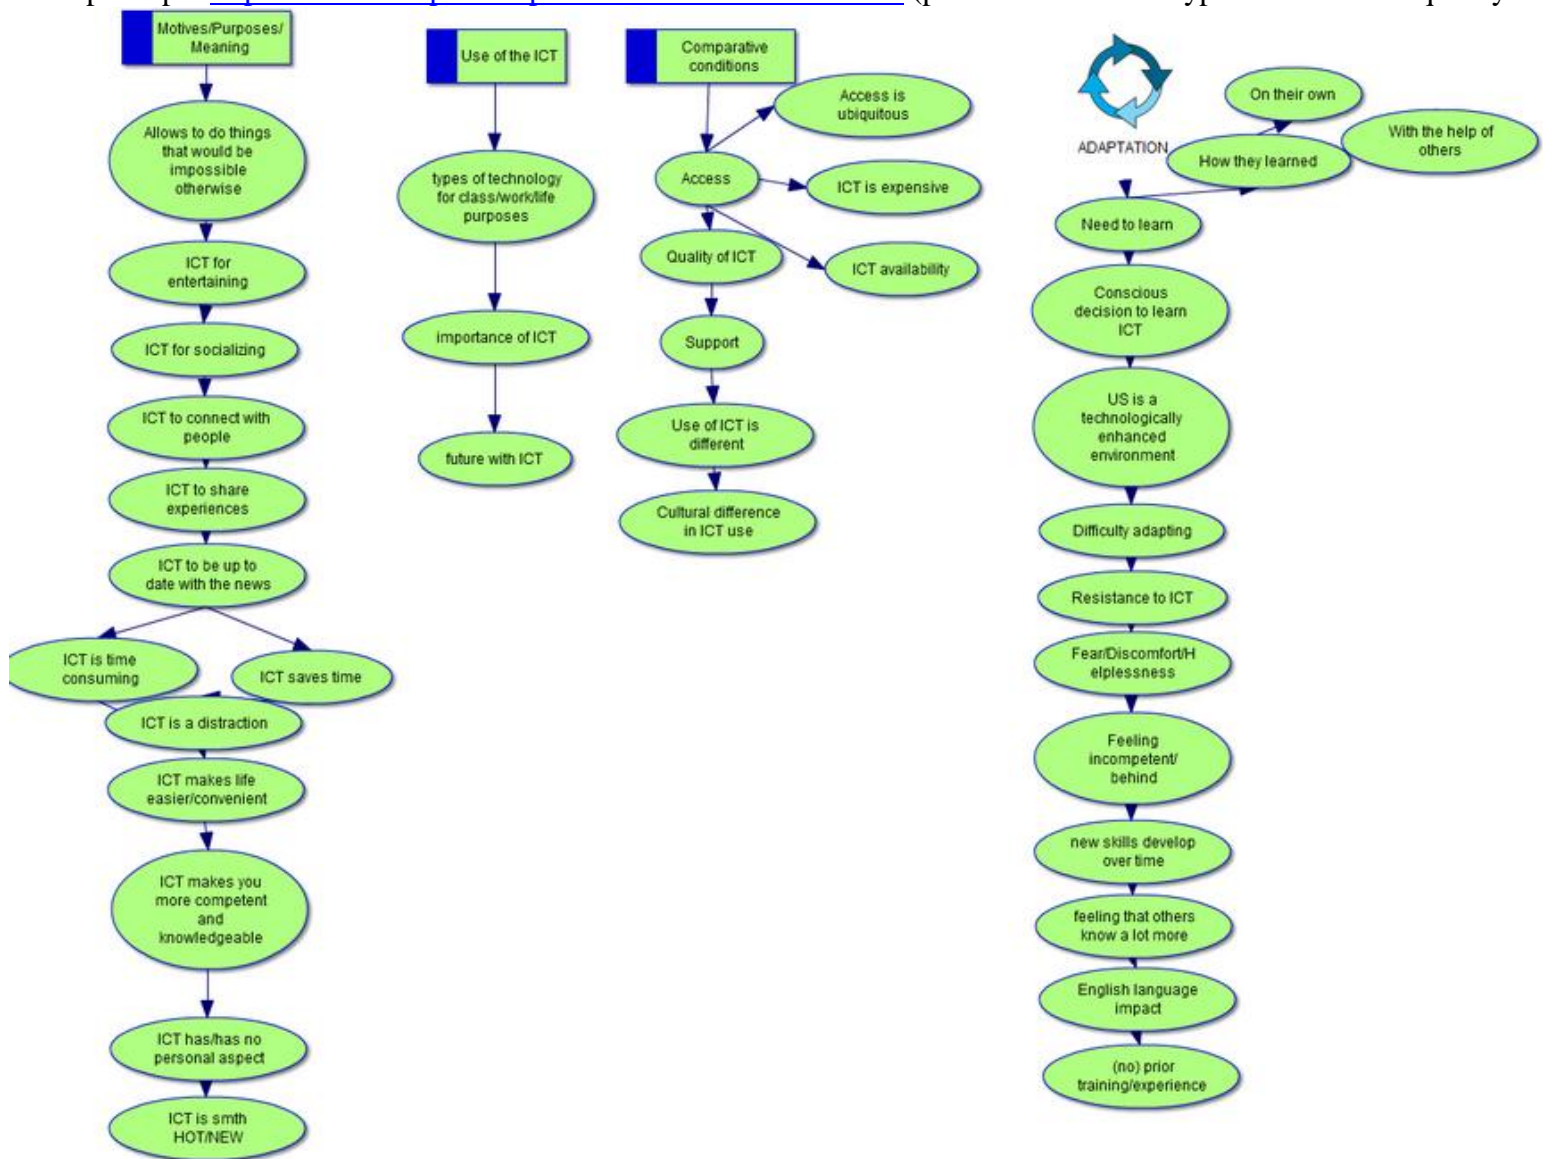 Motives/Purposes/
Meaning
Allows to do things
that would be
impossible
otherwise
ICT for
entertaining
ICT for socializing
ICT to connect with
people
ICT to share
experiences
ICT to be up to
date with the news
ICT is time
consuming
ICT saves time
ICT is a distraction
ICT makes life
easier/convenient
ICT makes you
more competent
and
knowledgeable
ICT has/has no
personal aspect
ICT is smth
HOT/NEW
Use of the ICT
types of technology
for class/work/life
purposes
importance of ICT
future with ICT
Comparative
conditions
Access is
ubiquitous
Access
ICT is expensive
Quality of ICT
ICT availability
Support
Use of ICT is
different
Cultural difference
in ICT use
ADAPTATION
On their own
How they learned
With the help of
others
Need to learn
Conscious
decision to learn
ICT
US is a
technologically
enhanced
environment
Difficulty adapting
Resistance to ICT
Fear/Discomfort/H
elplessness
Feeling
incompetent/
behind
new skills develop
over time
feeling that others
know a lot more
English language
impact
(no) prior
training/experience